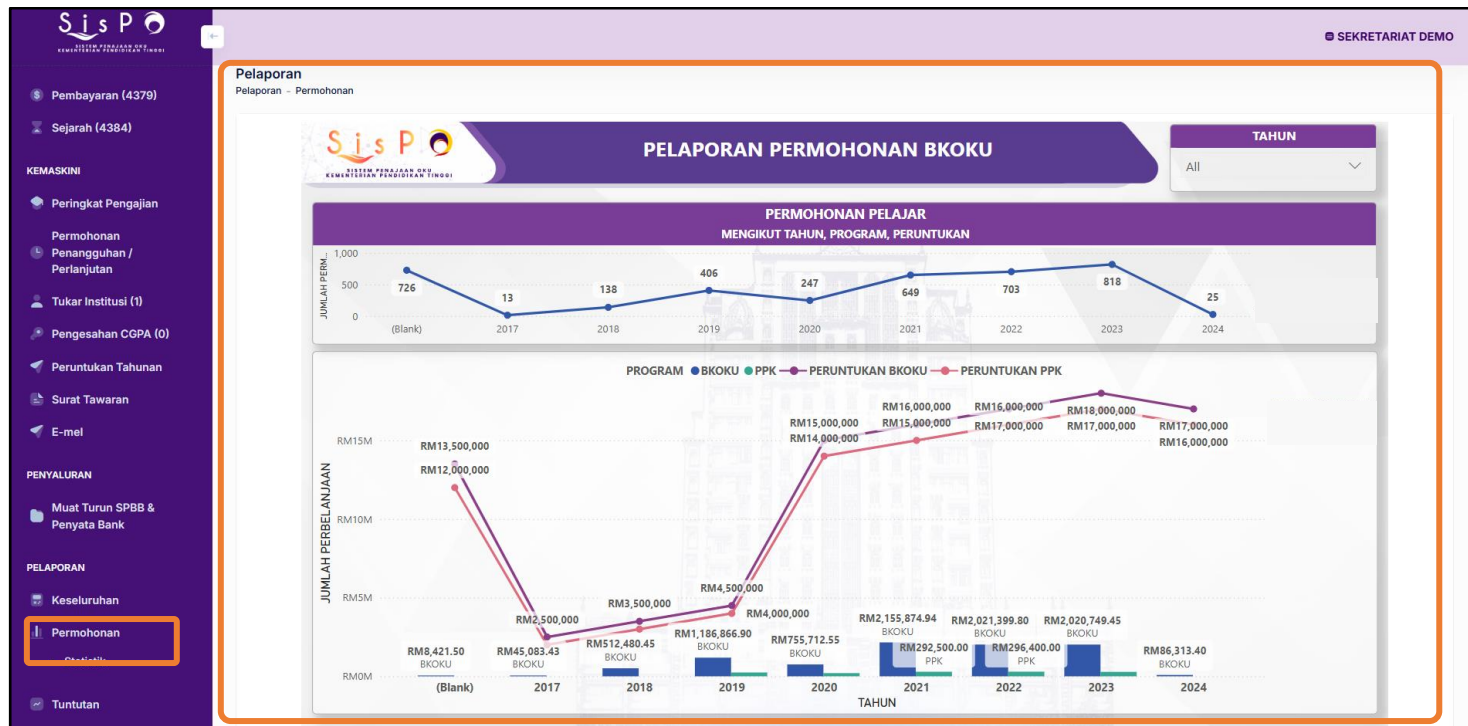 SisPO
SISTEM PENAJAAN OKU
KEMENTERIAN PENDIDIKAN TINGGI
SEKRETARIAT DEMO
Pembayaran (4379)
Sejarah (4384)
KEMASKINI
Peringkat Pengajian
Permohonan
Penangguhan /
Perlanjutan
Tukar Institusi (1)
Pengesahan CGPA (0)
Peruntukan Tahunan
Surat Tawaran
E-mel
PENYALURAN
Muat Turun SPBB &
Penyata Bank
PELAPORAN
Keseluruhan
Permohonan
Statistik
Tuntutan
Pelaporan
Pelaporan - Permohonan
SisPO
SISTEM PENAJAAN OKU
KEMENTERIAN PENDIDIKAN TINGGI
PELAPORAN PERMOHONAN BKOKU
TAHUN
All
PERMOHONAN PELAJAR
MENGIKUT TAHUN, PROGRAM, PERUNTUKAN
JUMLAH PERM...
1,000
500
0
726 13 138 406 247 649 703 818 25
(Blank) 2017 2018 2019 2020 2021 2022 2023 2024
PROGRAM BKOKU PPK PERUNTUKAN BKOKU PERUNTUKAN PPK
JUMLAH PERBELANJAAN
RM15M
RM10M
RM5M
RM0M
RM13,500,000
RM12,000,000
RM2,500,000
RM3,500,000
RM4,500,000
RM4,000,000
RM15,000,000
RM14,000,000
RM16,000,000
RM15,000,000
RM16,000,000
RM17,000,000
RM18,000,000
RM17,000,000
RM17,000,000
RM16,000,000
RM8,421.50
BKOKU
RM45,083.43
BKOKU
RM512,480.45
BKOKU
RM1,186,866.90
BKOKU
RM755,712.55
BKOKU
RM2,155,874.94
BKOKU
RM292,500.00
PPK
RM2,021,399.80
BKOKU
RM296,400.00
PPK
RM2,020,749.45
BKOKU
RM86,313.40
BKOKU
(Blank) 2017 2018 2019 2020 2021 2022 2023 2024
TAHUN